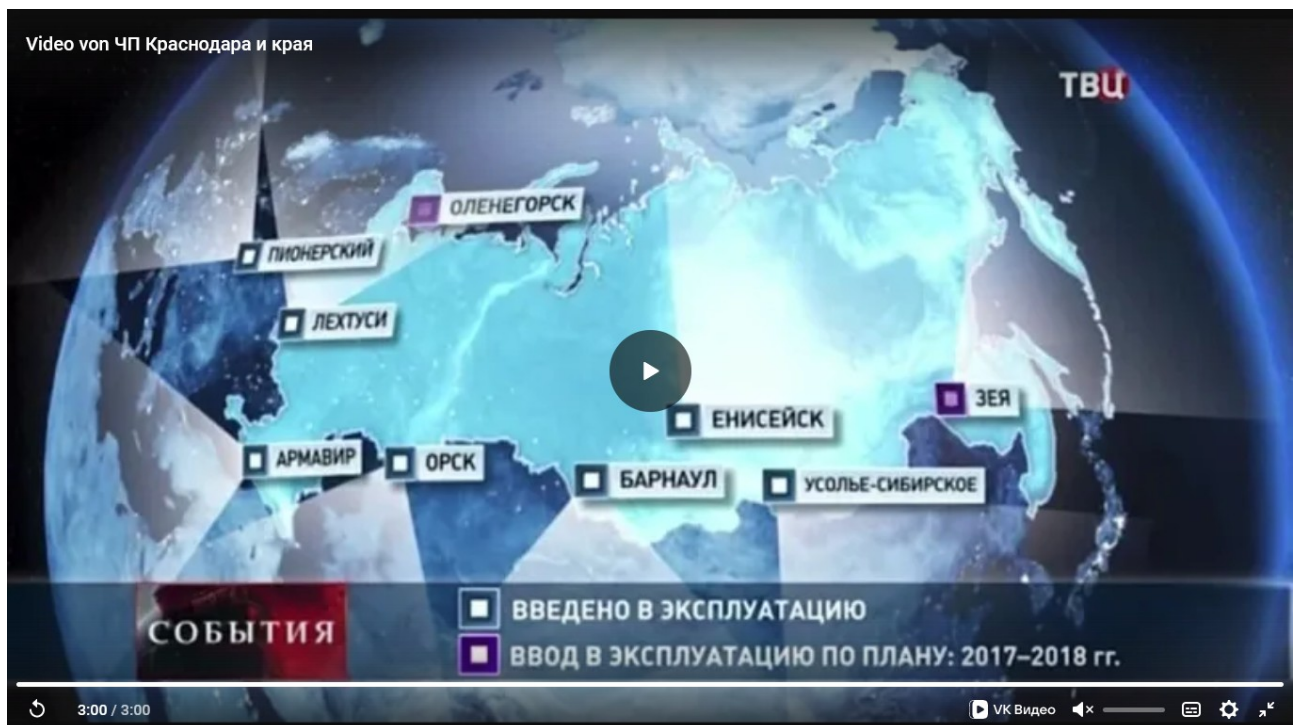 Video von ЧП Краснодара и края
ТВЦ
ОЛЕНЕГОРСК
ПИОНЕРСКИЙ
ЛЕХТУСИ
ЗЕЯ
ЕНИСЕЙСК
АРМАВИР
ОРСК
БАРНАУЛ
УСОЛЬЕ-СИБИРСКОЕ
ВВЕДЕНО В ЭКСПЛУАТАЦИЮ
СОБЫТИЯ
ВВОД В ЭКСПЛУАТАЦИЮ ПО ПЛАНУ: 2017–2018 гг.
3:00 / 3:00
VK Видео